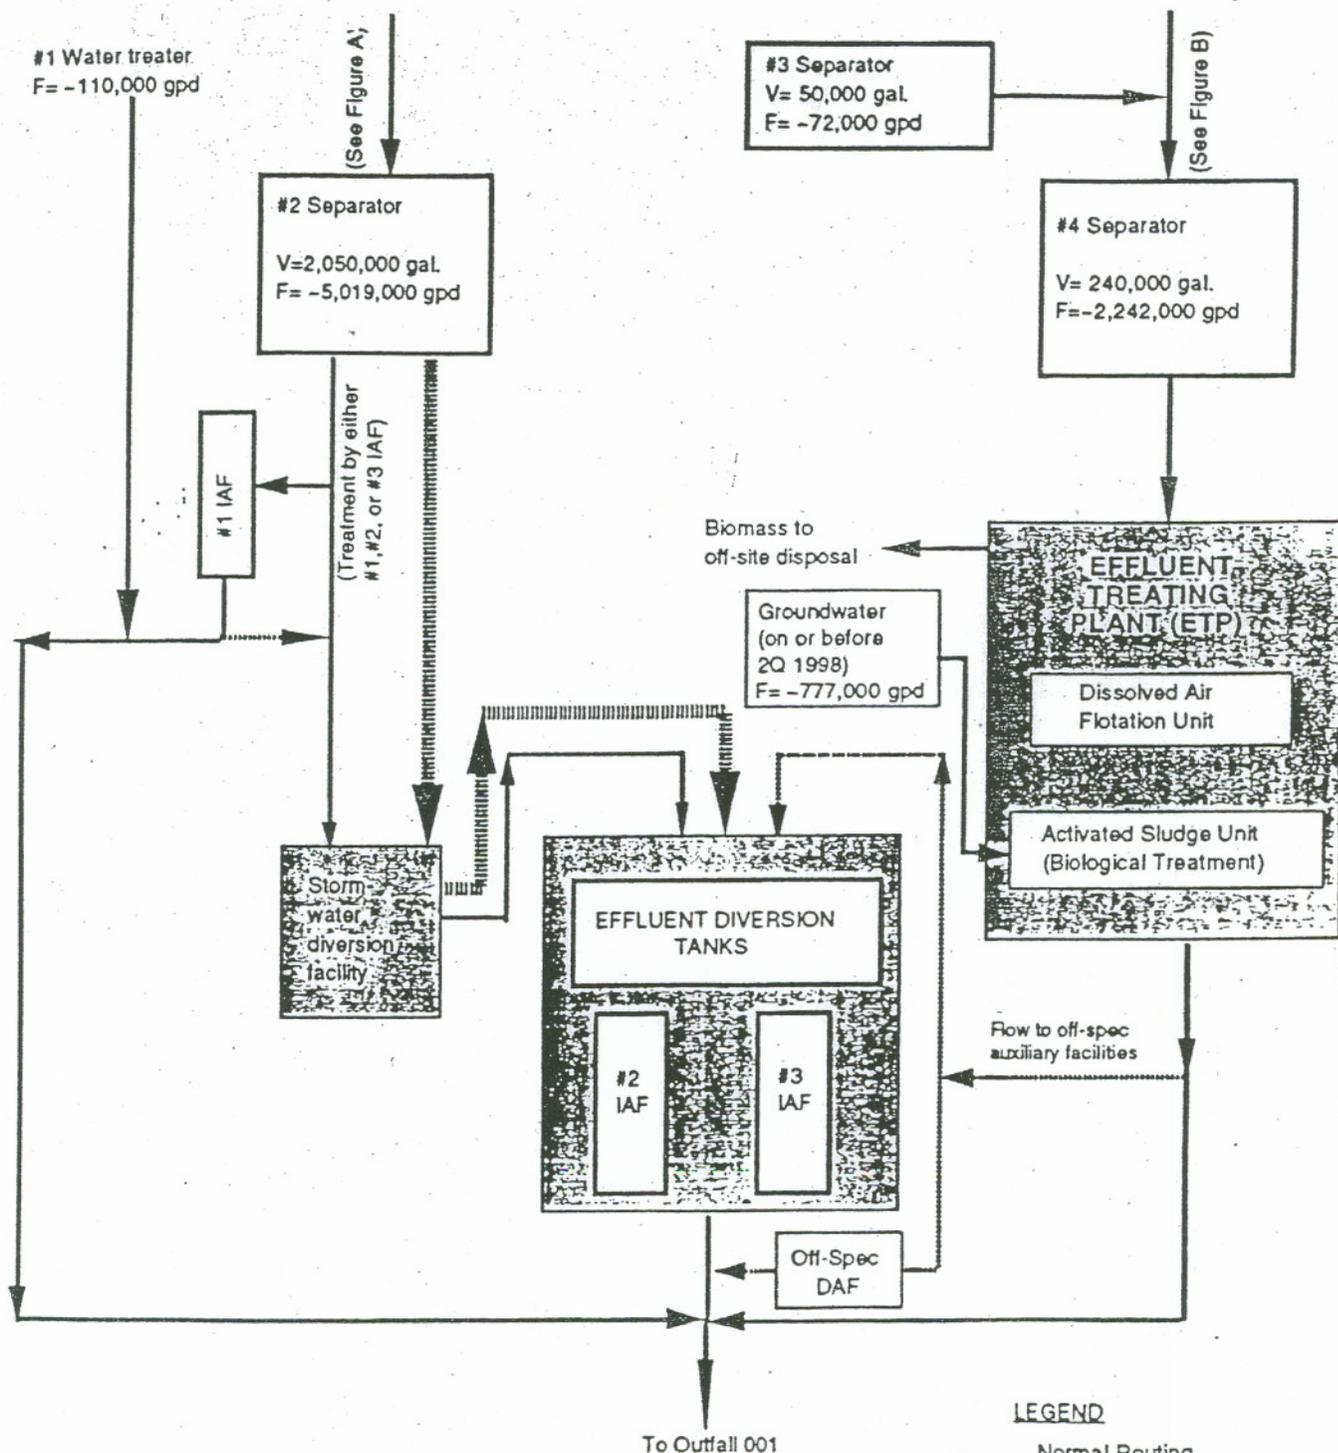 #1 Water treater
F= ~110,000 gpd
(See Figure A)
#2 Separator
V=2,050,000 gal.
F= ~5,019,000 gpd
#3 Separator
V= 50,000 gal.
F= ~72,000 gpd
(See Figure B)
#4 Separator
V= 240,000 gal.
F=~2,242,000 gpd
#1 IAF
(Treatment by either
#1,#2, or #3 IAF)
Biomass to
off-site disposal
Groundwater
(on or before
2Q 1998)
F= ~777,000 gpd
EFFLUENT
TREATING
PLANT (ETP)
Dissolved Air
Flotation Unit
Activated Sludge Unit
(Biological Treatment)
Storm-
water
diversion
facility
EFFLUENT DIVERSION
TANKS
#2
IAF
#3
IAF
Flow to off-spec
auxiliary facilities
Off-Spec
DAF
To Outfall 001
LEGEND
Normal Routing